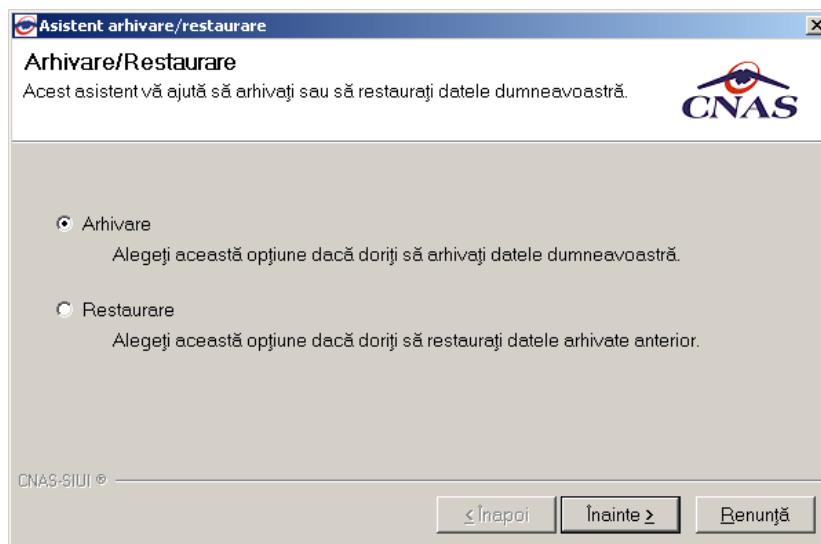 Asistent arhivare/restaurare
Arhivare/Restaurare
Acest asistent vă ajută să arhivaţi sau să restauraţi datele dumneavoastră.
CNAS
Arhivare
Alegeţi această opţiune dacă doriţi să arhivaţi datele dumneavoastră.
Restaurare
Alegeţi această opţiune dacă doriţi să restauraţi datele arhivate anterior.
CNAS-SIUI ®
< Înapoi
Înainte >
Renunţă